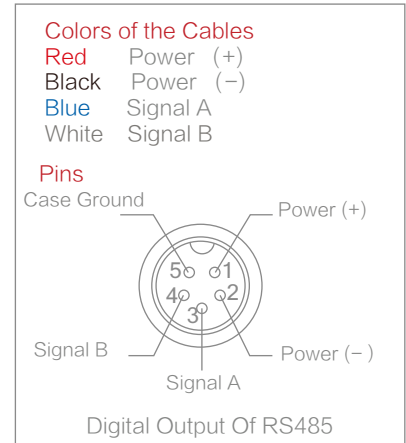 Colors of the Cables
Red Power (+)
Black Power (−)
Blue Signal A
White Signal B
Pins
Case Ground
Power (+)
5 1
4 2
3
Signal B
Power (− )
Signal A
Digital Output Of RS485